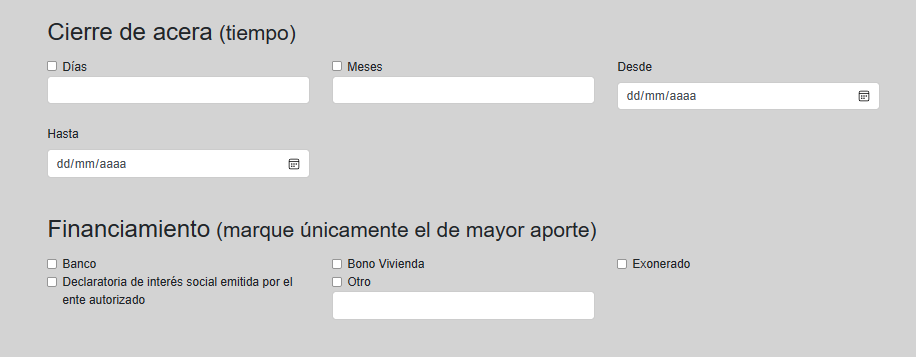 Cierre de acera (tiempo)
Días
Meses
Desde
dd/mm/aaaa
Hasta
dd/mm/aaaa
Financiamiento (marque únicamente el de mayor aporte)
Banco
Bono Vivienda
Exonerado
Declaratoria de interés social emitida por el
ente autorizado
Otro